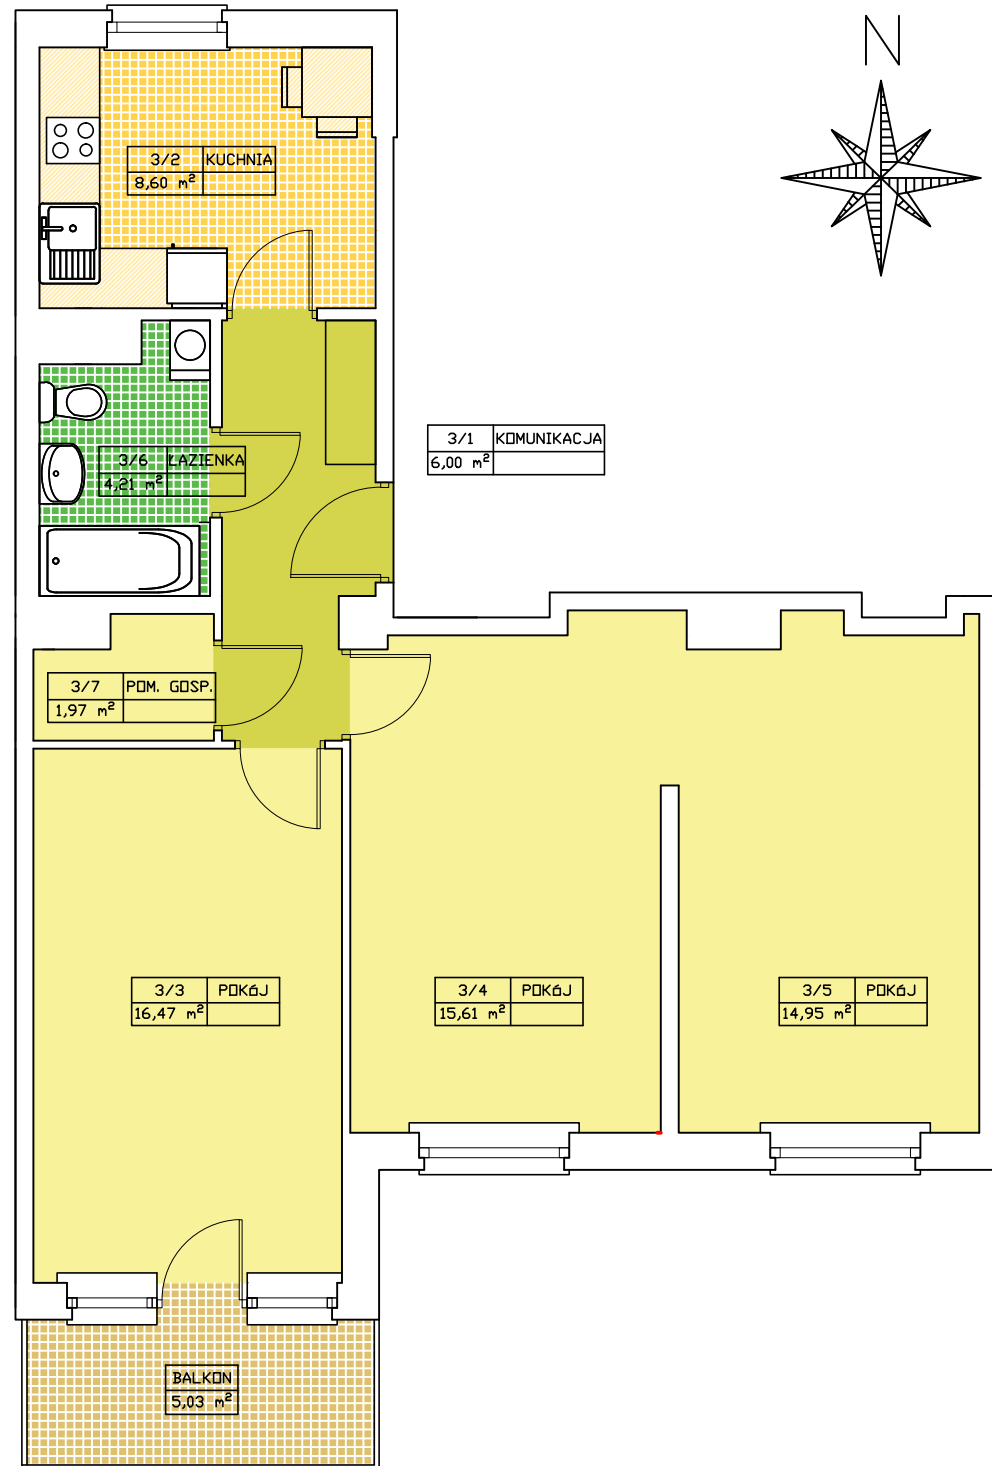 N
3/2 KUCHNIA
8,60 m²
3/1 KOMUNIKACJA
6,00 m²
3/6 ŁAZIENKA
4,21 m²
3/7 POM. GOSP.
1,97 m²
3/3 POKóJ
16,47 m²
3/4 POKóJ
15,61 m²
3/5 POKóJ
14,95 m²
BALKON
5,03 m²